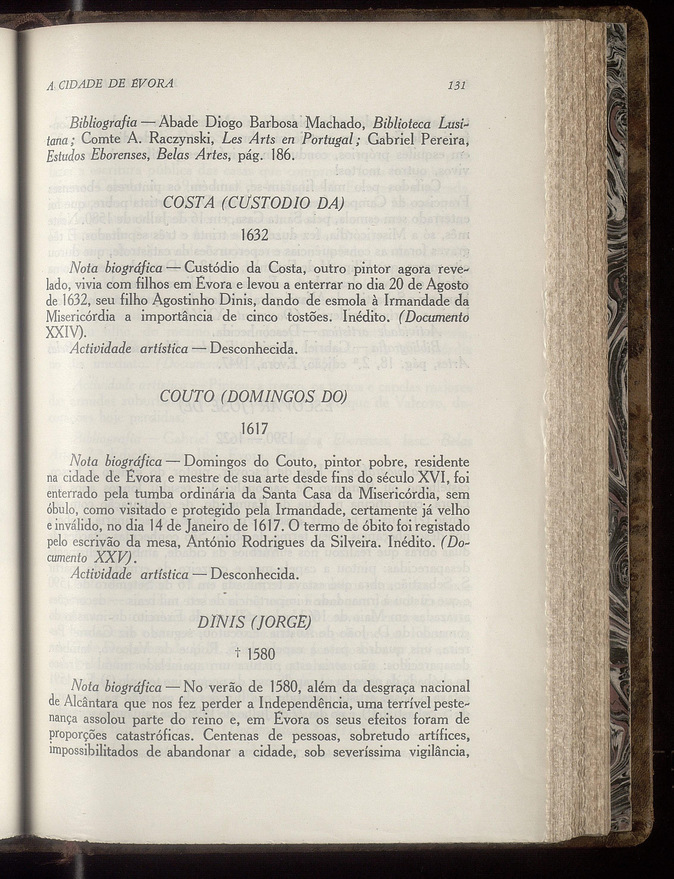 A CIDADE DE ÉVORA 131
Bibliografia — Abade Diogo Barbosa Machado, Biblioteca Lusi-
tana; Comte A. Raczynski, Les Arts en Portugal; Gabriel Pereira,
Estudos Eborenses, Belas Artes, pág. 186.
COSTA (CUSTODIO DA)
1632
Nota biográfica — Custódio da Costa, outro pintor agora reve-
lado, vivia com filhos em Évora e levou a enterrar no dia 20 de Agosto
de 1632, seu filho Agostinho Dinis, dando de esmola à Irmandade da
Misericórdia a importância de cinco tostões. Inédito. (Documento
XXIV).
Actividade artística — Desconhecida.
COUTO (DOMINGOS DO)
1617
Nota biográfica — Domingos do Couto, pintor pobre, residente
na cidade de Évora e mestre de sua arte desde fins do século XVI, foi
enterrado pela tumba ordinária da Santa Casa da Misericórdia, sem
óbulo, como visitado e protegido pela Irmandade, certamente já velho
e inválido, no dia 14 de Janeiro de 1617. O termo de óbito foi registado
pelo escrivão da mesa, António Rodrigues da Silveira. Inédito. (Do-
cumento XXV).
Actividade artística — Desconhecida.
DINIS (JORGE)
† 1580
Nota biográfica — No verão de 1580, além da desgraça nacional
de Alcântara que nos fez perder a Independência, uma terrível peste-
nança assolou parte do reino e, em Évora os seus efeitos foram de
proporções catastróficas. Centenas de pessoas, sobretudo artífices,
impossibilitados de abandonar a cidade, sob severíssima vigilância,